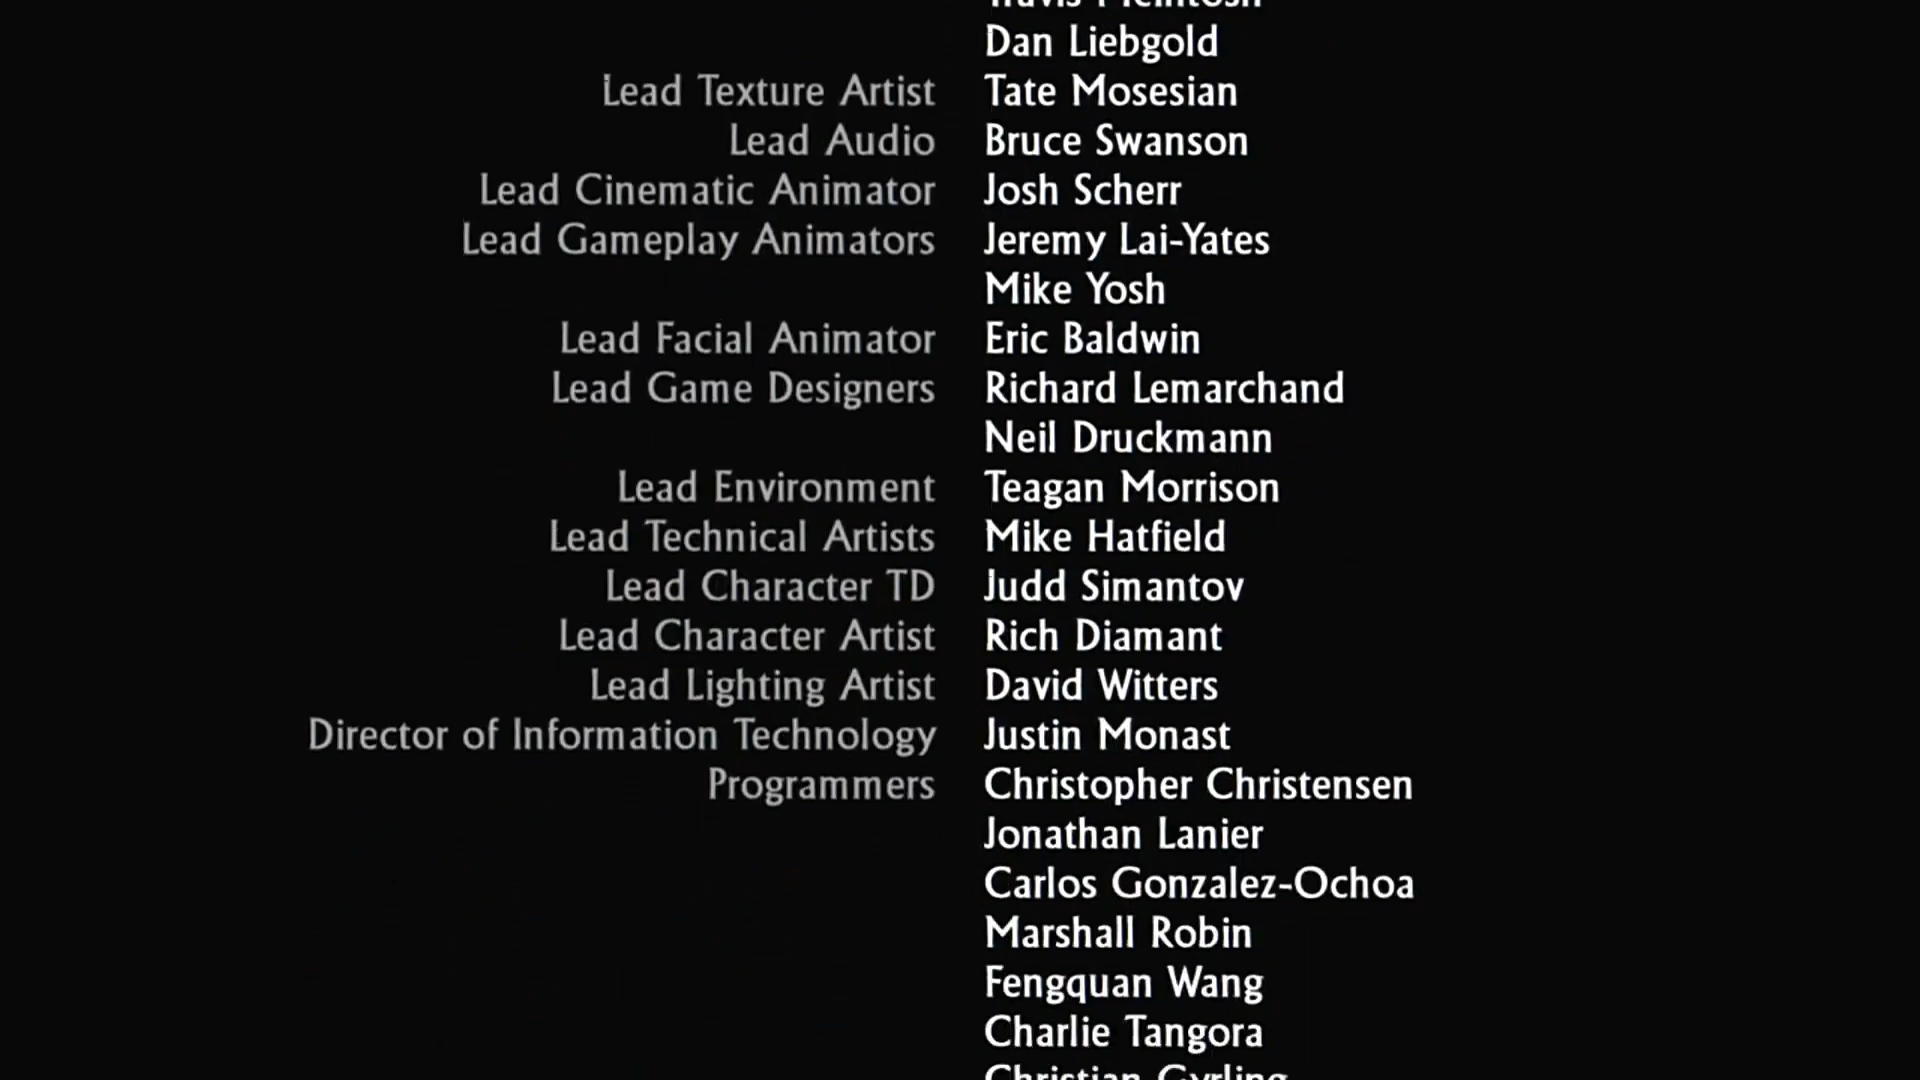 Travis McIntosh
Dan Liebgold
Lead Texture Artist Tate Mosesian
Lead Audio Bruce Swanson
Lead Cinematic Animator Josh Scherr
Lead Gameplay Animators Jeremy Lai-Yates
Mike Yosh
Lead Facial Animator Eric Baldwin
Lead Game Designers Richard Lemarchand
Neil Druckmann
Lead Environment Teagan Morrison
Lead Technical Artists Mike Hatfield
Lead Character TD Judd Simantov
Lead Character Artist Rich Diamant
Lead Lighting Artist David Witters
Director of Information Technology Justin Monast
Programmers Christopher Christensen
Jonathan Lanier
Carlos Gonzalez-Ochoa
Marshall Robin
Fengquan Wang
Charlie Tangora
Christian Gyrling